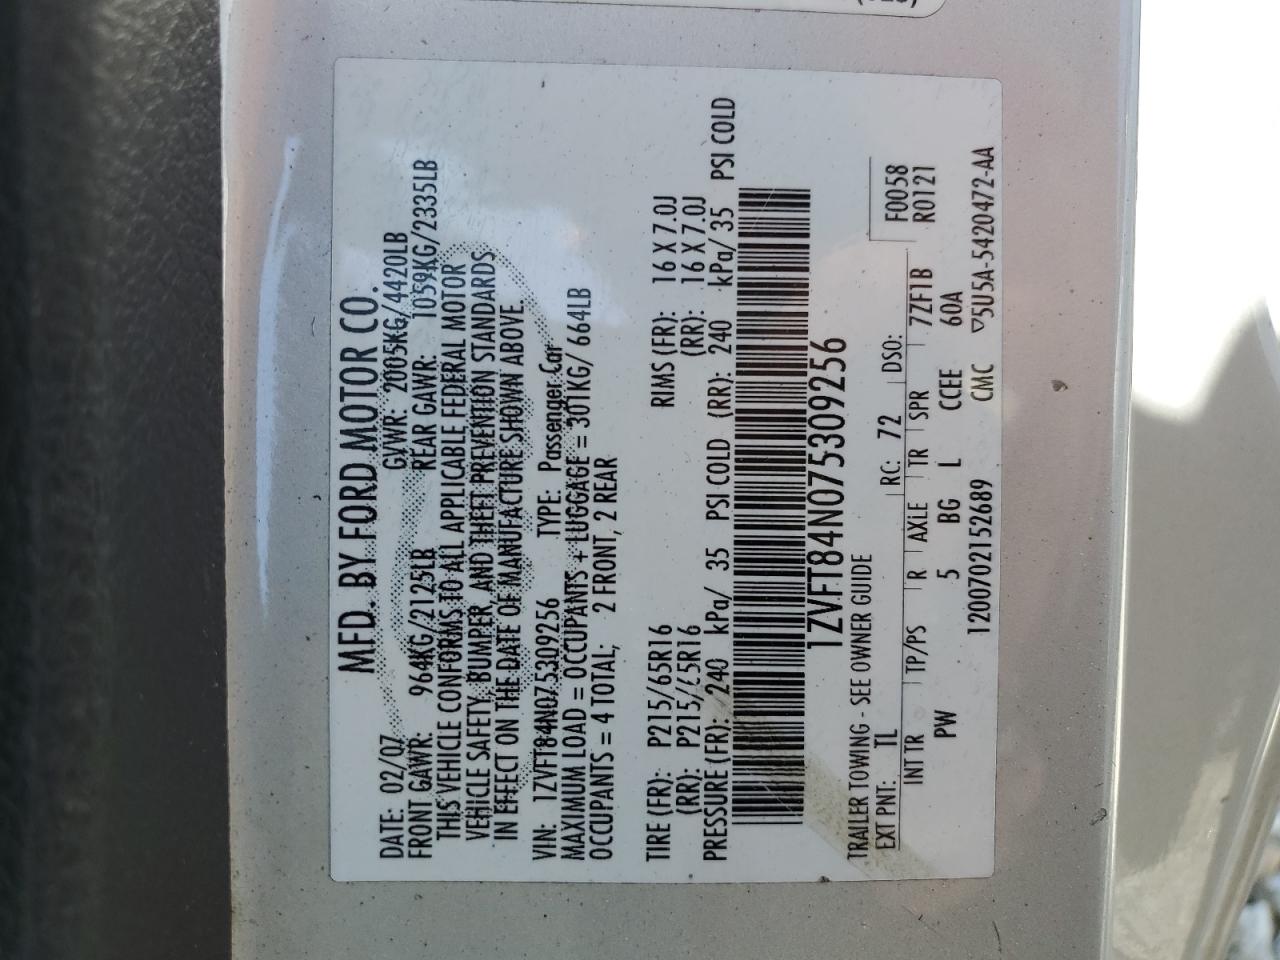 MFD. BY FORD MOTOR CO.
DATE: 02/07 GVWR: 2005KG/4420LB
FRONT GAWR: 964KG/2125LB REAR GAWR: 1059KG/2335LB
THIS VEHICLE CONFORMS TO ALL APPLICABLE FEDERAL MOTOR
VEHICLE SAFETY, BUMPER, AND THEFT PREVENTION STANDARDS
IN EFFECT ON THE DATE OF MANUFACTURE SHOWN ABOVE.
VIN: 1ZVFT84N075309256 TYPE: Passenger Car
MAXIMUM LOAD = OCCUPANTS + LUGGAGE = 301KG/ 664LB
OCCUPANTS = 4 TOTAL; 2 FRONT, 2 REAR
TIRE (FR): P215/65R16 RIMS (FR): 16 X 7.0J
(RR): P215/65R16 (RR): 16 X 7.0J
PRESSURE (FR): 240 kPa/ 35 PSI COLD (RR): 240 kPa/ 35 PSI COLD
1ZVFT84N075309256
TRAILER TOWING - SEE OWNER GUIDE
EXT PNT: TL RC: 72 DSO: F0058
R0121
INT TR TP/PS R AXLE TR SPR 7ZF1B
PW 5 BG L CCEE 60A
1200702152689 CMC ▽5U5A-5420472-AA